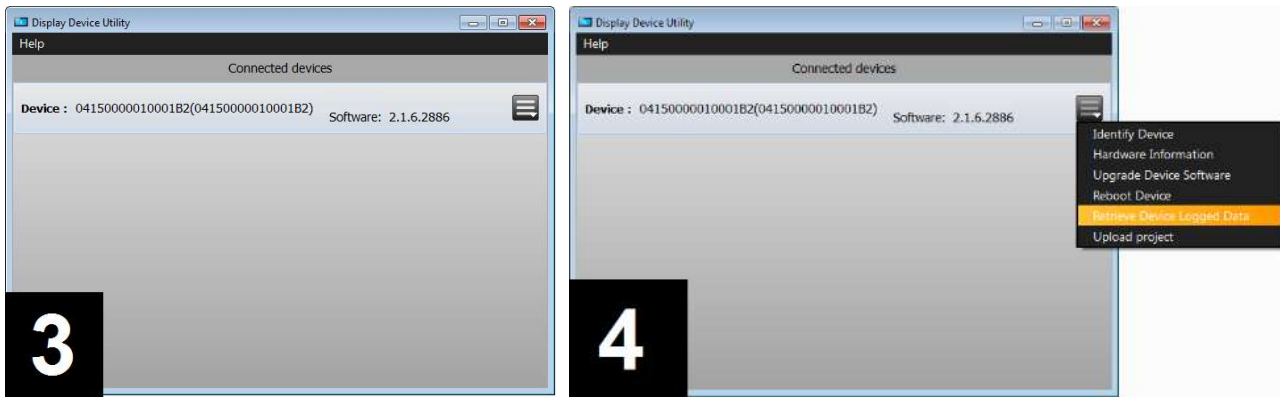 Display Device Utility
Help
Connected devices
Device : 04150000010001B2(04150000010001B2)
Software: 2.1.6.2886
3
Display Device Utility
Help
Connected devices
Device : 04150000010001B2(04150000010001B2)
Software: 2.1.6.2886
Identify Device
Hardware Information
Upgrade Device Software
Reboot Device
Retrieve Device Logged Data
Upload project
4